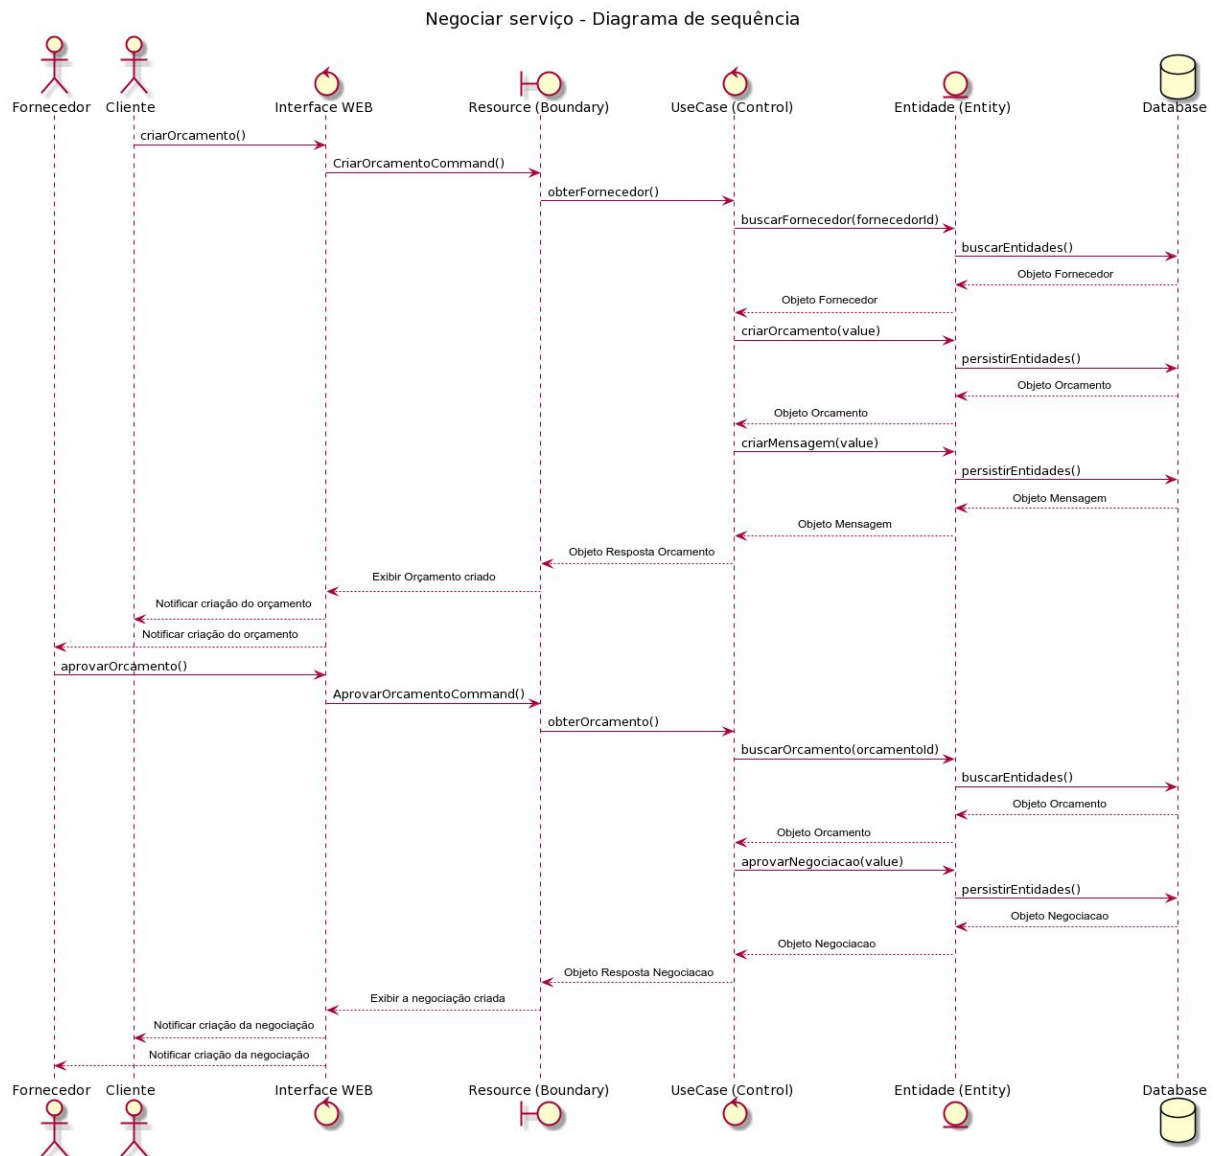 Negociar serviço - Diagrama de sequência
Fornecedor Cliente Interface WEB Resource (Boundary) UseCase (Control) Entidade (Entity) Database
criarOrcamento()
CriarOrcamentoCommand()
obterFornecedor()
buscarFornecedor(fornecedorId)
buscarEntidades()
Objeto Fornecedor
Objeto Fornecedor
criarOrcamento(value)
persistirEntidades()
Objeto Orcamento
Objeto Orcamento
criarMensagem(value)
persistirEntidades()
Objeto Mensagem
Objeto Mensagem
Objeto Resposta Orcamento
Exibir Orçamento criado
Notificar criação do orçamento
Notificar criação do orçamento
aprovarOrcamento()
AprovarOrcamentoCommand()
obterOrcamento()
buscarOrcamento(orcamentoId)
buscarEntidades()
Objeto Orcamento
Objeto Orcamento
aprovarNegociacao(value)
persistirEntidades()
Objeto Negociacao
Objeto Negociacao
Objeto Resposta Negociacao
Exibir a negociação criada
Notificar criação da negociação
Notificar criação da negociação
Fornecedor Cliente Interface WEB Resource (Boundary) UseCase (Control) Entidade (Entity) Database